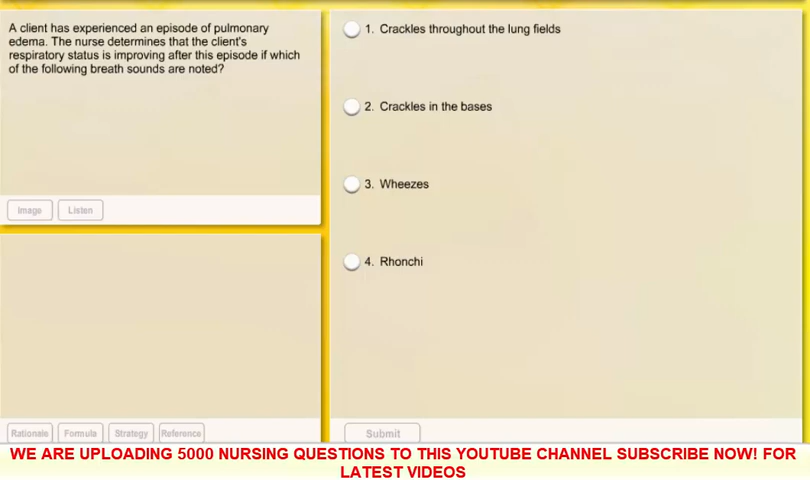 A client has experienced an episode of pulmonary
edema. The nurse determines that the client's
respiratory status is improving after this episode if which
of the following breath sounds are noted?
Image Listen
1. Crackles throughout the lung fields
2. Crackles in the bases
3. Wheezes
4. Rhonchi
Rationale Formula Strategy Reference
Submit
WE ARE UPLOADING 5000 NURSING QUESTIONS TO THIS YOUTUBE CHANNEL SUBSCRIBE NOW! FOR
LATEST VIDEOS